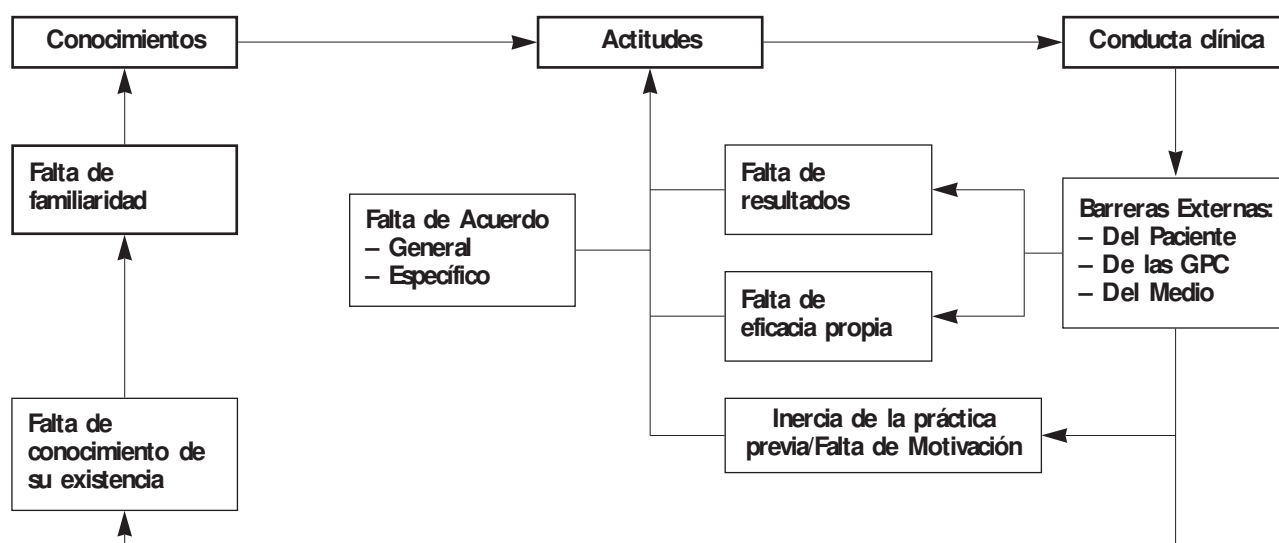 Conocimientos
Actitudes
Conducta clínica
Falta de
familiaridad
Falta de
resultados
Falta de Acuerdo
– General
– Específico
Barreras Externas:
– Del Paciente
– De las GPC
– Del Medio
Falta de
eficacia propia
Falta de
conocimiento de
su existencia
Inercia de la práctica
previa/Falta de Motivación